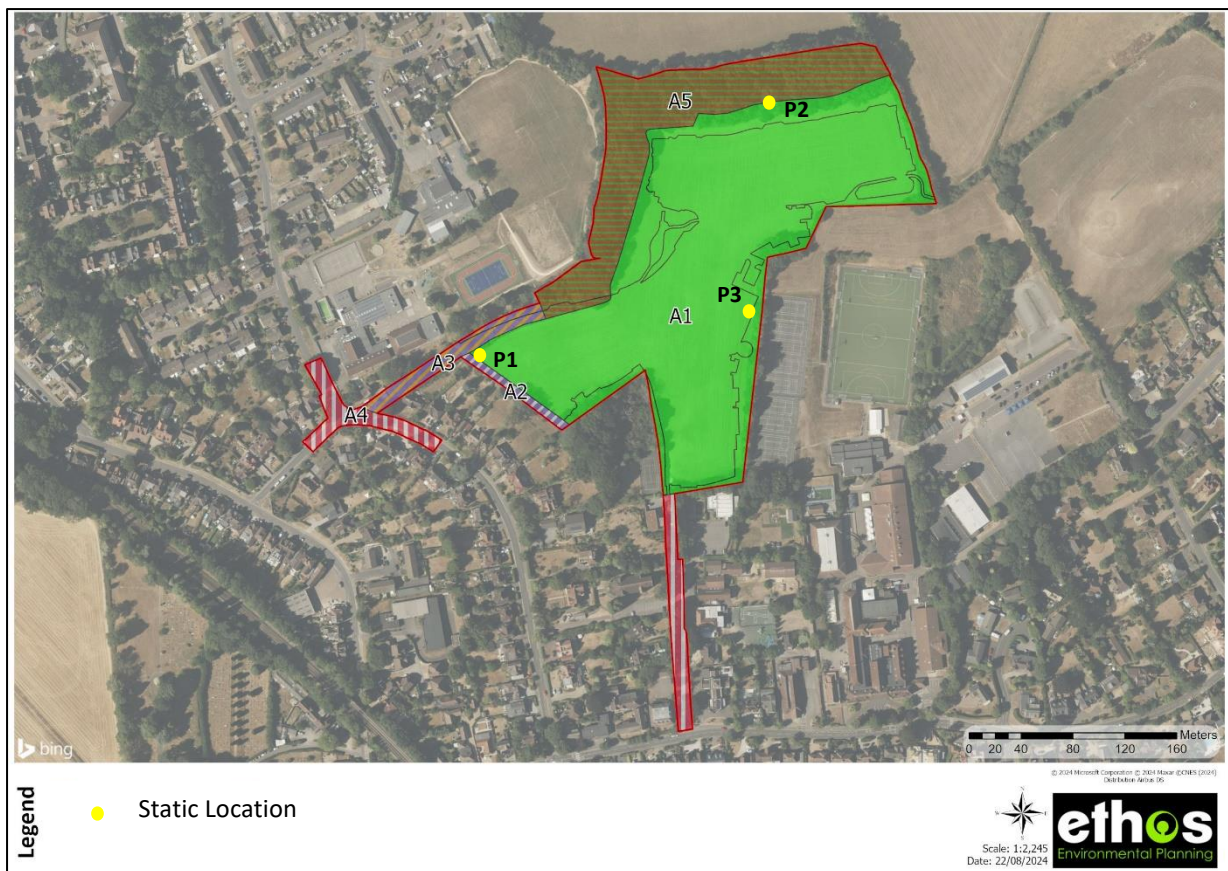 A5
P2
P3
A1
P1
A3
A2
A4
bing
Meters
0 20 40 80 120 160
© 2024 Microsoft Corporation © 2024 Maxar ©CNES (2024)
Distribution Airbus DS
Legend
Static Location
Scale: 1:2,245
Date: 22/08/2024
ethos
Environmental Planning